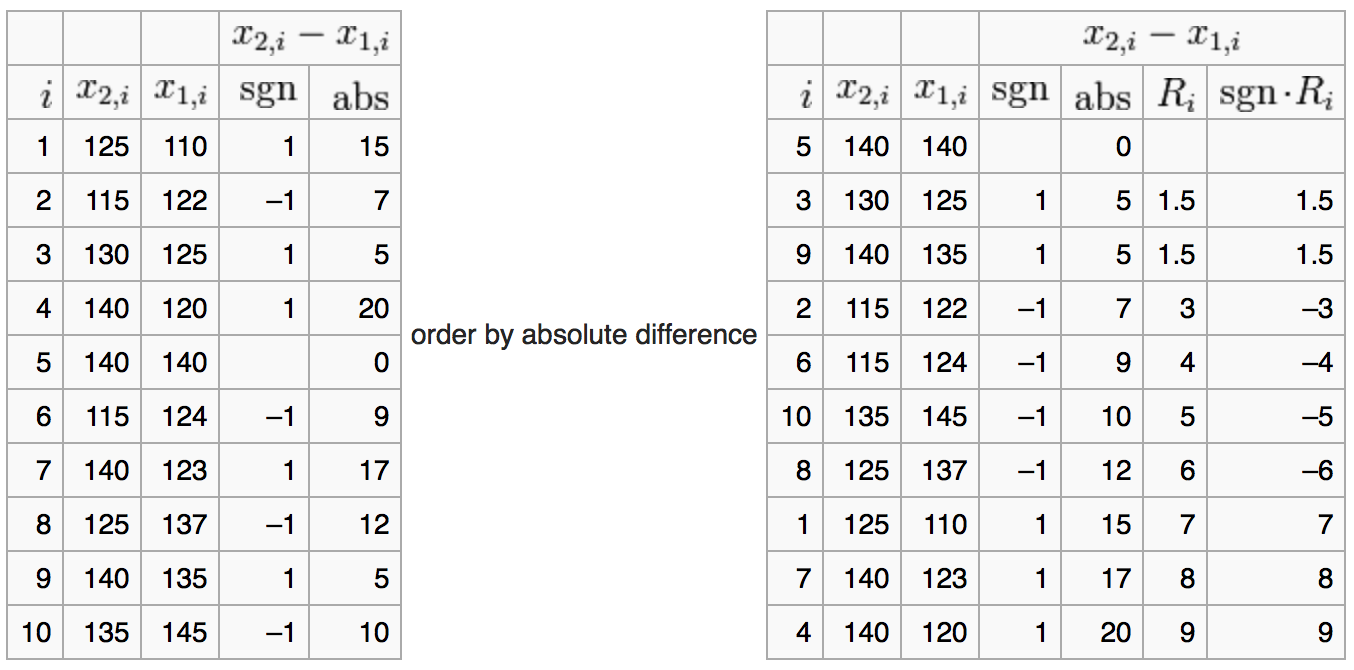 x_{2,i} − x_{1,i}
i x_{2,i} x_{1,i} sgn abs
1 125 110 1 15
2 115 122 –1 7
3 130 125 1 5
4 140 120 1 20
5 140 140 0
6 115 124 –1 9
7 140 123 1 17
8 125 137 –1 12
9 140 135 1 5
10 135 145 –1 10
order by absolute difference
x_{2,i} − x_{1,i}
i x_{2,i} x_{1,i} sgn abs R_i sgn · R_i
5 140 140 0
3 130 125 1 5 1.5 1.5
9 140 135 1 5 1.5 1.5
2 115 122 –1 7 3 –3
6 115 124 –1 9 4 –4
10 135 145 –1 10 5 –5
8 125 137 –1 12 6 –6
1 125 110 1 15 7 7
7 140 123 1 17 8 8
4 140 120 1 20 9 9